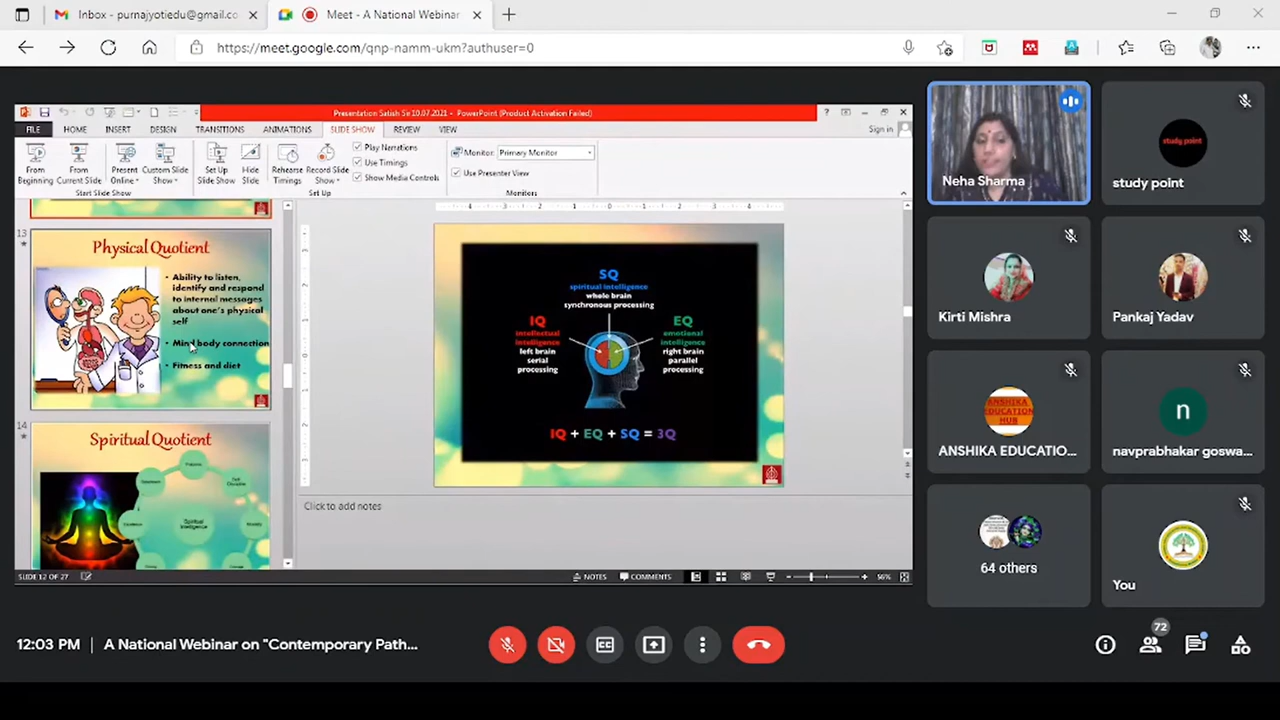 Inbox - purnajyotiedu@gmail.co
Meet - A National Webinar
https://meet.google.com/qnp-namm-ukm?authuser=0
Presentation Satish Sir 10.07.2021 - PowerPoint (Product Activation Failed)
FILE HOME INSERT DESIGN TRANSITIONS ANIMATIONS SLIDE SHOW REVIEW VIEW
Sign in
From Beginning
From Current Slide
Present Online
Custom Slide Show
Start Slide Show
Set Up Slide Show
Hide Slide
Rehearse Timings
Record Slide Show
Play Narrations
Use Timings
Show Media Controls
Set Up
Monitor: Primary Monitor
Use Presenter View
Monitors
13
Physical Quotient
• Ability to listen,
identify and respond
to internal messages
about one's physical
self
• Mind body connection
• Fitness and diet
14
Spiritual Quotient
Spiritual
Intelligence
SQ
spiritual intelligence
whole brain
synchronous processing
IQ
intellectual
intelligence
left brain
serial
processing
EQ
emotional
intelligence
right brain
parallel
processing
IQ + EQ + SQ = 3Q
Click to add notes
SLIDE 12 OF 27
NOTES
COMMENTS
56%
Neha Sharma
study point
study point
Kirti Mishra
Pankaj Yadav
ANSHIKA
EDUCATION
HUB
ANSHIKA EDUCATIO...
n
navprabhakar goswa...
64 others
You
12:03 PM | A National Webinar on "Contemporary Path...
CC
72